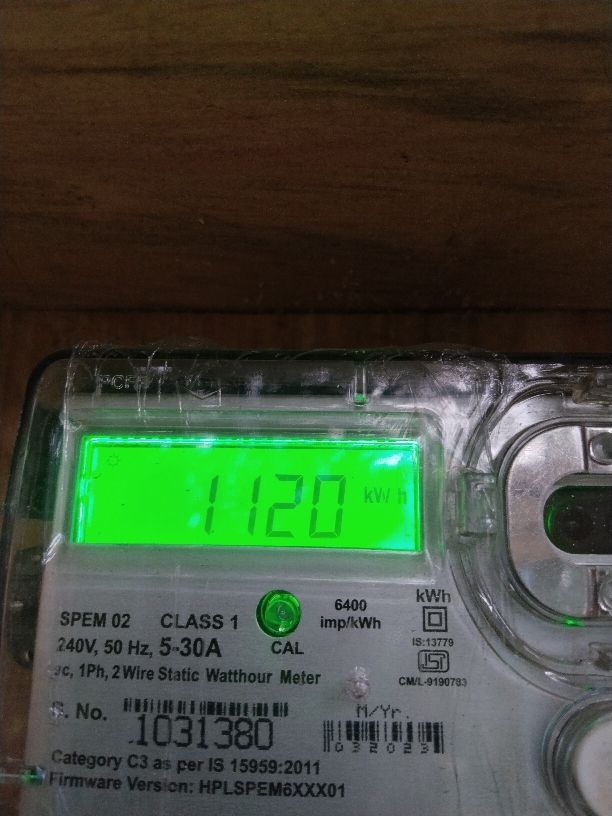 1120 kWh
SPEM 02 CLASS 1
6400 imp/kWh
kWh
240V, 50 Hz, 5-30A
CAL
IS:13779
ac, 1Ph, 2 Wire Static Watthour Meter
CM/L-9190783
S. No. 1031380
M/Yr.
032023
Category C3 as per IS 15959:2011
Firmware Version: HPLSPEM6XXX01